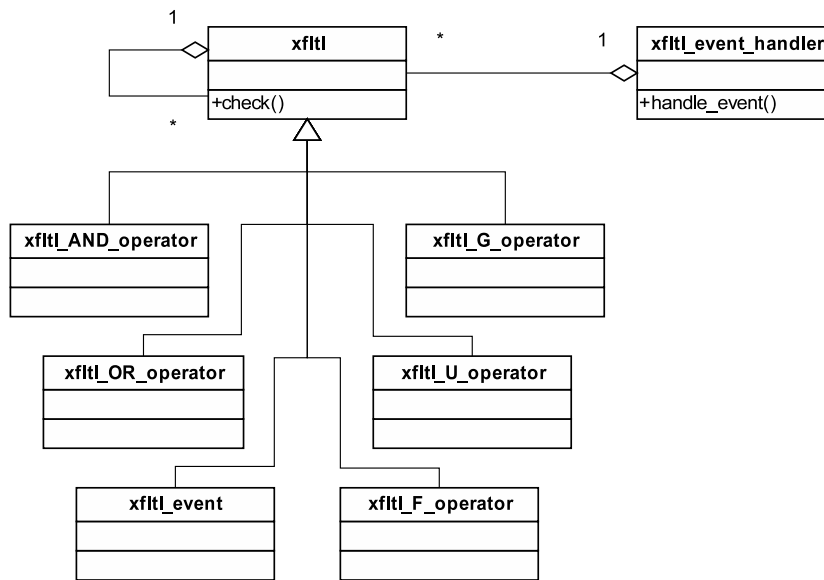 1
xfltl
*
1
xfltl_event_handler
+check()
+handle_event()
*
xfltl_AND_operator
xfltl_G_operator
xfltl_OR_operator
xfltl_U_operator
xfltl_event
xfltl_F_operator